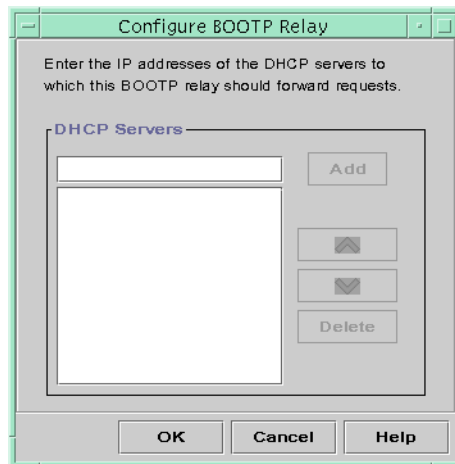 Configure BOOTP Relay
Enter the IP addresses of the DHCP servers to
which this BOOTP relay should forward requests.
DHCP Servers
Add
Delete
OK Cancel Help